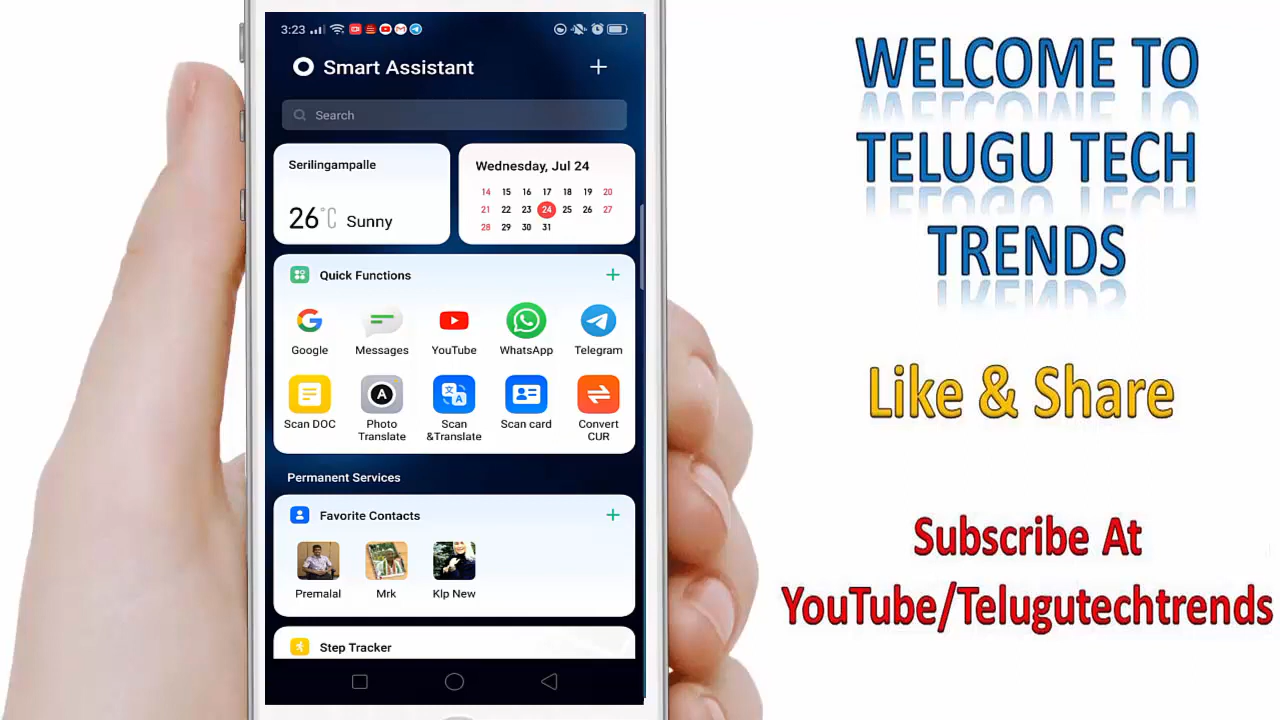 3:23
Smart Assistant
Search
Serilingampalle
26°C Sunny
Wednesday, Jul 24
14 15 16 17 18 19 20
21 22 23 24 25 26 27
28 29 30 31
Quick Functions
Google Messages YouTube WhatsApp Telegram
Scan DOC Photo Translate Scan &Translate Scan card Convert CUR
Permanent Services
Favorite Contacts
Premalal Mrk Klp New
Step Tracker
WELCOME TO
TELUGU TECH
TRENDS
Like & Share
Subscribe At
YouTube/Telugutechtrends